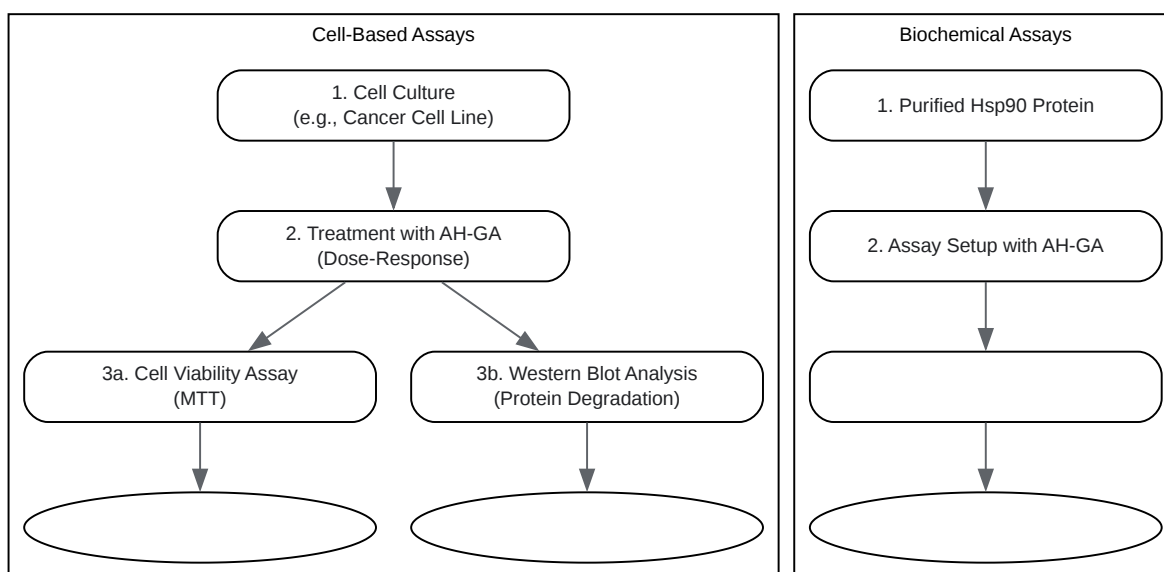 Cell-Based Assays
1. Cell Culture
(e.g., Cancer Cell Line)
2. Treatment with AH-GA
(Dose-Response)
3a. Cell Viability Assay
(MTT)
3b. Western Blot Analysis
(Protein Degradation)
Biochemical Assays
1. Purified Hsp90 Protein
2. Assay Setup with AH-GA